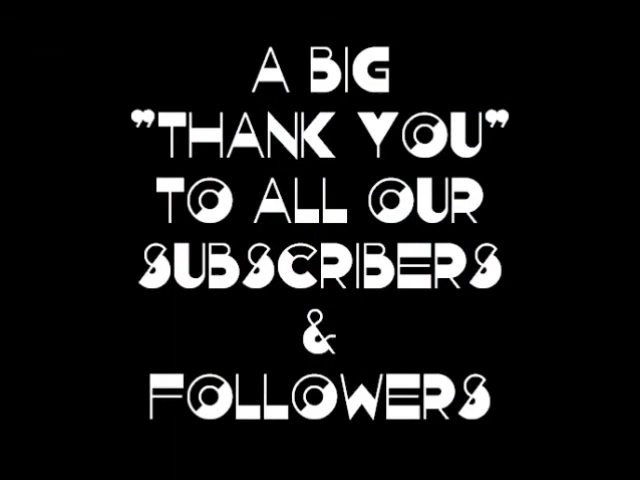 A BIG
”THANK YOU”
TO ALL OUR
SUBSCRIBERS
&
FOLLOWERS